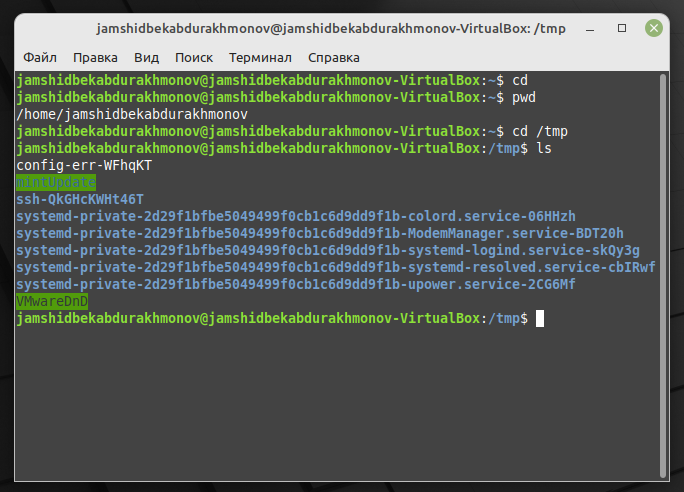 jamshidbekabdurakhmonov@jamshidbekabdurakhmonov-VirtualBox: /tmp
Файл Правка Вид Поиск Терминал Справка
jamshidbekabdurakhmonov@jamshidbekabdurakhmonov-VirtualBox:~$ cd
jamshidbekabdurakhmonov@jamshidbekabdurakhmonov-VirtualBox:~$ pwd
/home/jamshidbekabdurakhmonov
jamshidbekabdurakhmonov@jamshidbekabdurakhmonov-VirtualBox:~$ cd /tmp
jamshidbekabdurakhmonov@jamshidbekabdurakhmonov-VirtualBox:/tmp$ ls
config-err-WFhqKT
mintUpdate
ssh-QkGHcKWHt46T
systemd-private-2d29f1bfbe5049499f0cb1c6d9dd9f1b-colord.service-06HHzh
systemd-private-2d29f1bfbe5049499f0cb1c6d9dd9f1b-ModemManager.service-BDT20h
systemd-private-2d29f1bfbe5049499f0cb1c6d9dd9f1b-systemd-logind.service-skQy3g
systemd-private-2d29f1bfbe5049499f0cb1c6d9dd9f1b-systemd-resolved.service-cbIRwf
systemd-private-2d29f1bfbe5049499f0cb1c6d9dd9f1b-upower.service-2CG6Mf
VMwareDnD
jamshidbekabdurakhmonov@jamshidbekabdurakhmonov-VirtualBox:/tmp$